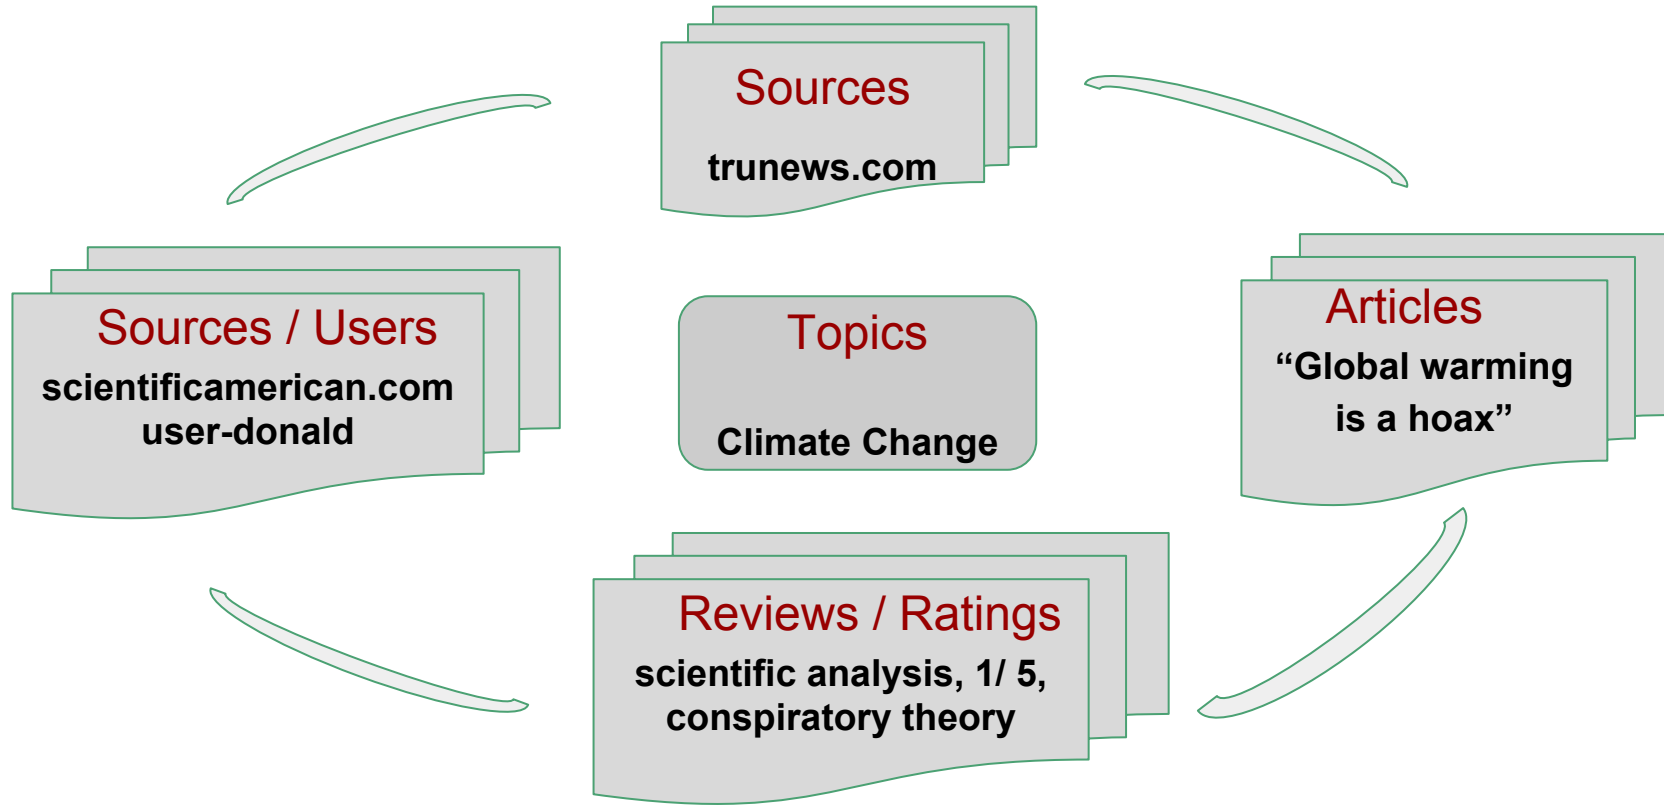 Sources
trunews.com
Sources / Users
scientificamerican.com
user-donald
Topics
Climate Change
Articles
“Global warming
is a hoax”
Reviews / Ratings
scientific analysis, 1/ 5,
conspiratory theory